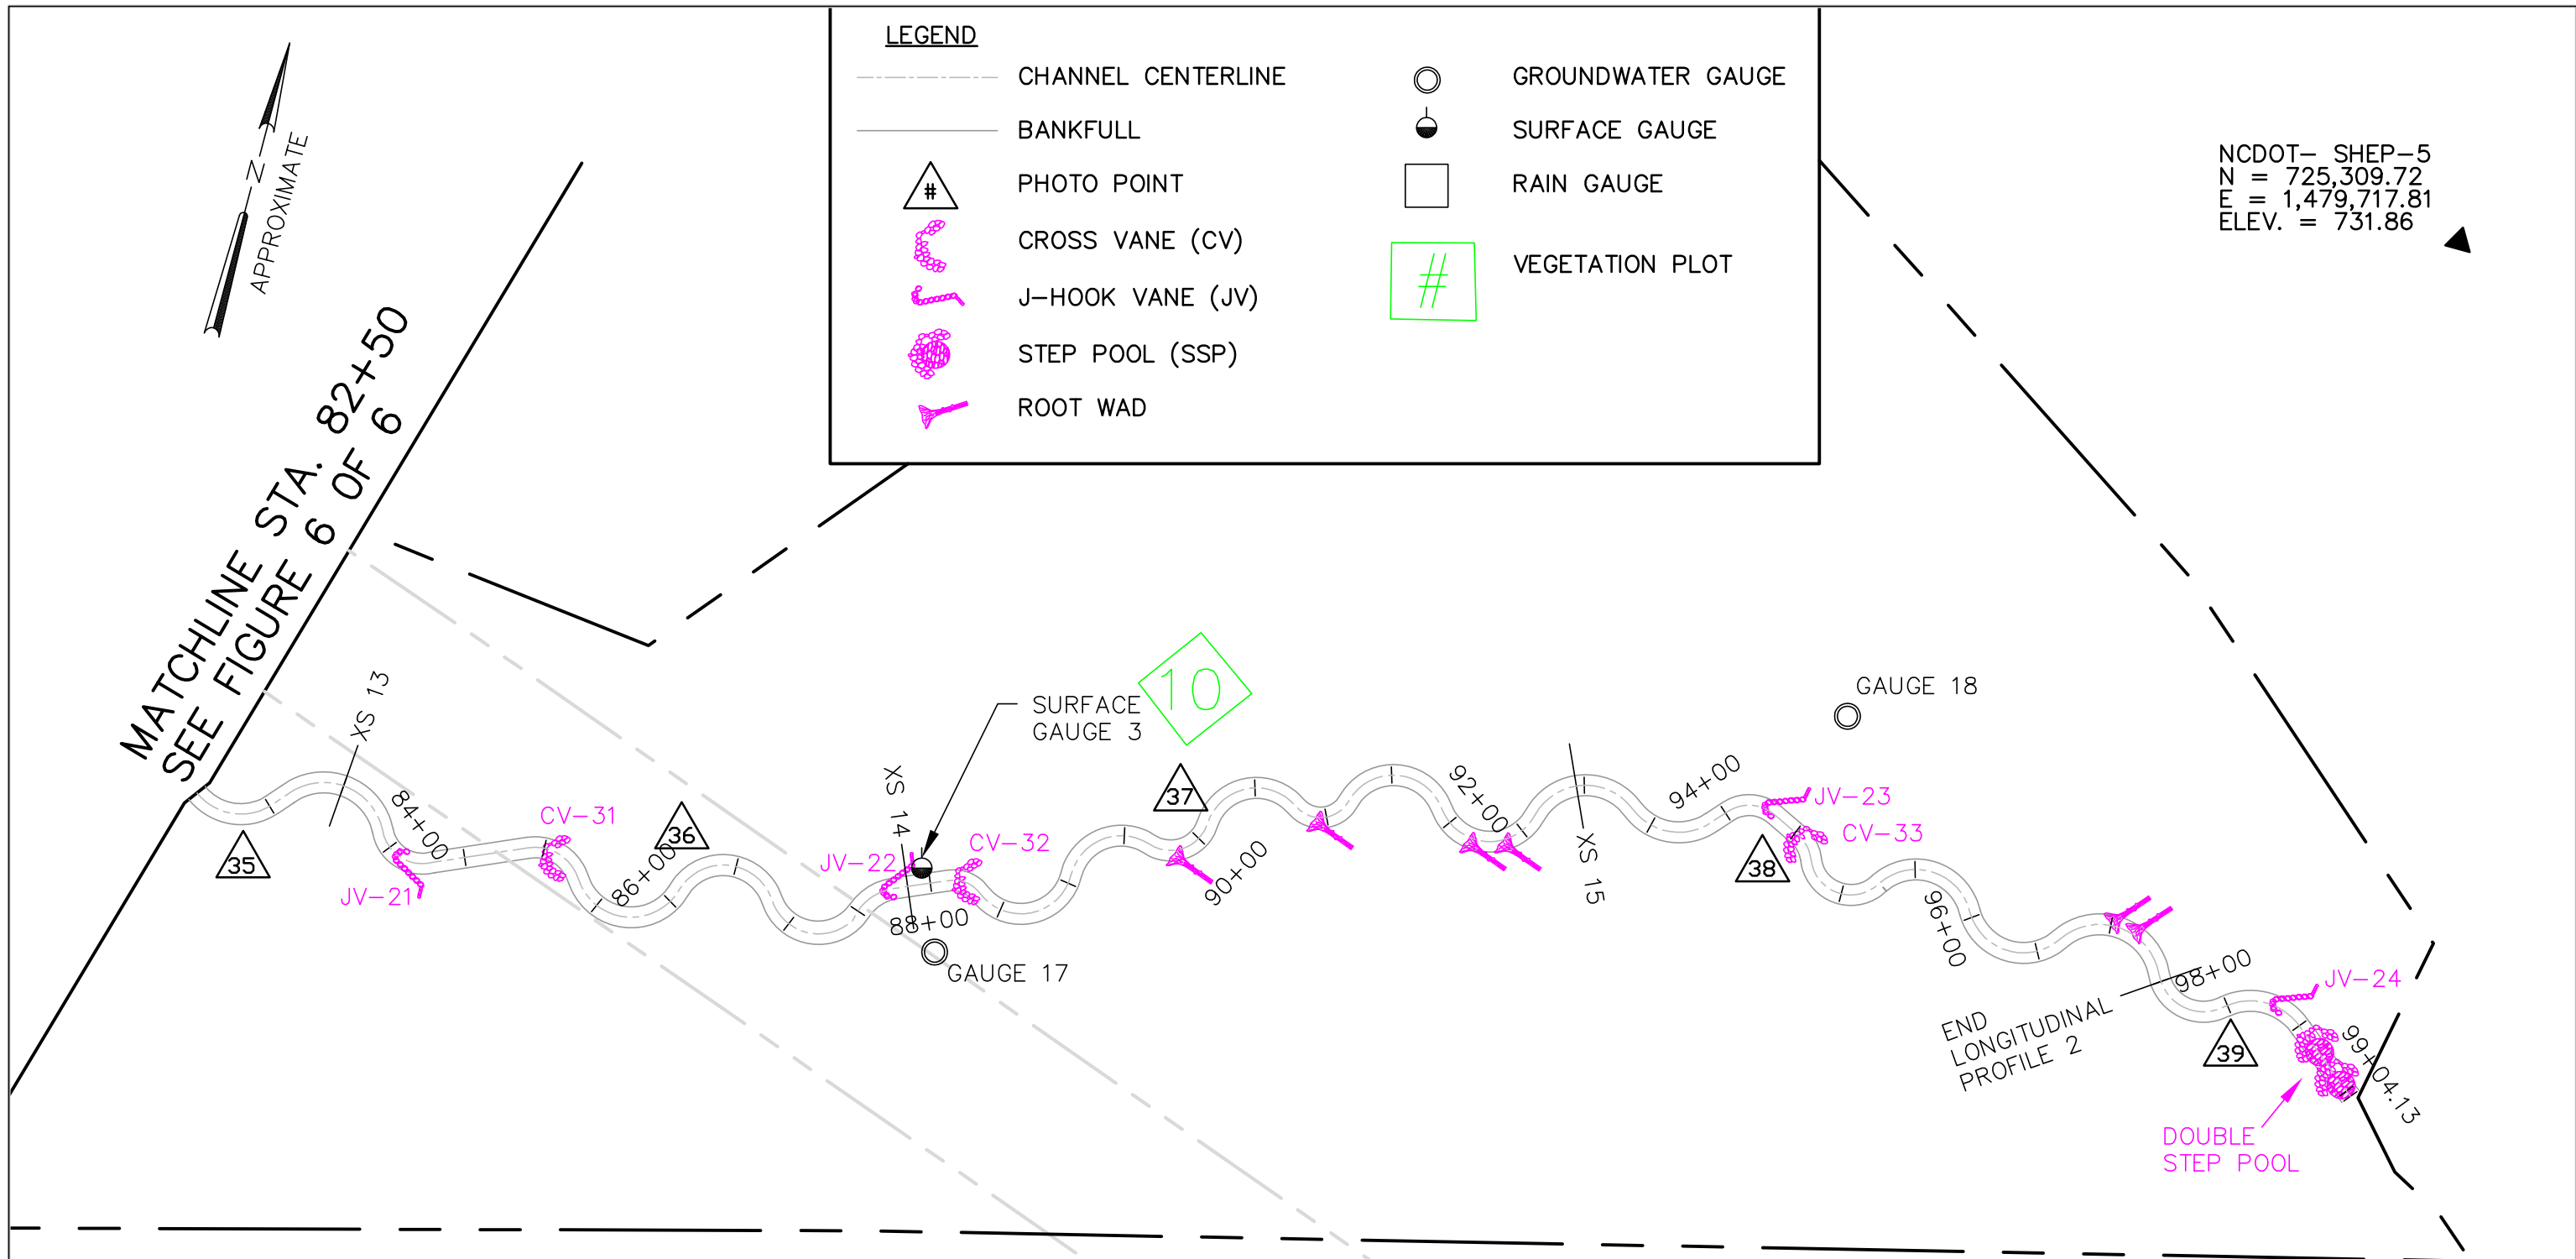 LEGEND
CHANNEL CENTERLINE
BANKFULL
#
PHOTO POINT
CROSS VANE (CV)
J-HOOK VANE (JV)
STEP POOL (SSP)
ROOT WAD
GROUNDWATER GAUGE
SURFACE GAUGE
RAIN GAUGE
#
VEGETATION PLOT
NCDOT- SHEP-5
N = 725,309.72
E = 1,479,717.81
ELEV. = 731.86
N
APPROXIMATE
MATCHLINE STA. 82+50
SEE FIGURE 6 OF 6
XS 13
35
84+00
JV-21
CV-31
36
86+00
XS 14
JV-22
SURFACE
GAUGE 3
CV-32
88+00
GAUGE 17
10
37
90+00
92+00
XS 15
94+00
GAUGE 18
JV-23
CV-33
38
96+00
98+00
END
LONGITUDINAL
PROFILE 2
39
JV-24
99+04.13
DOUBLE
STEP POOL